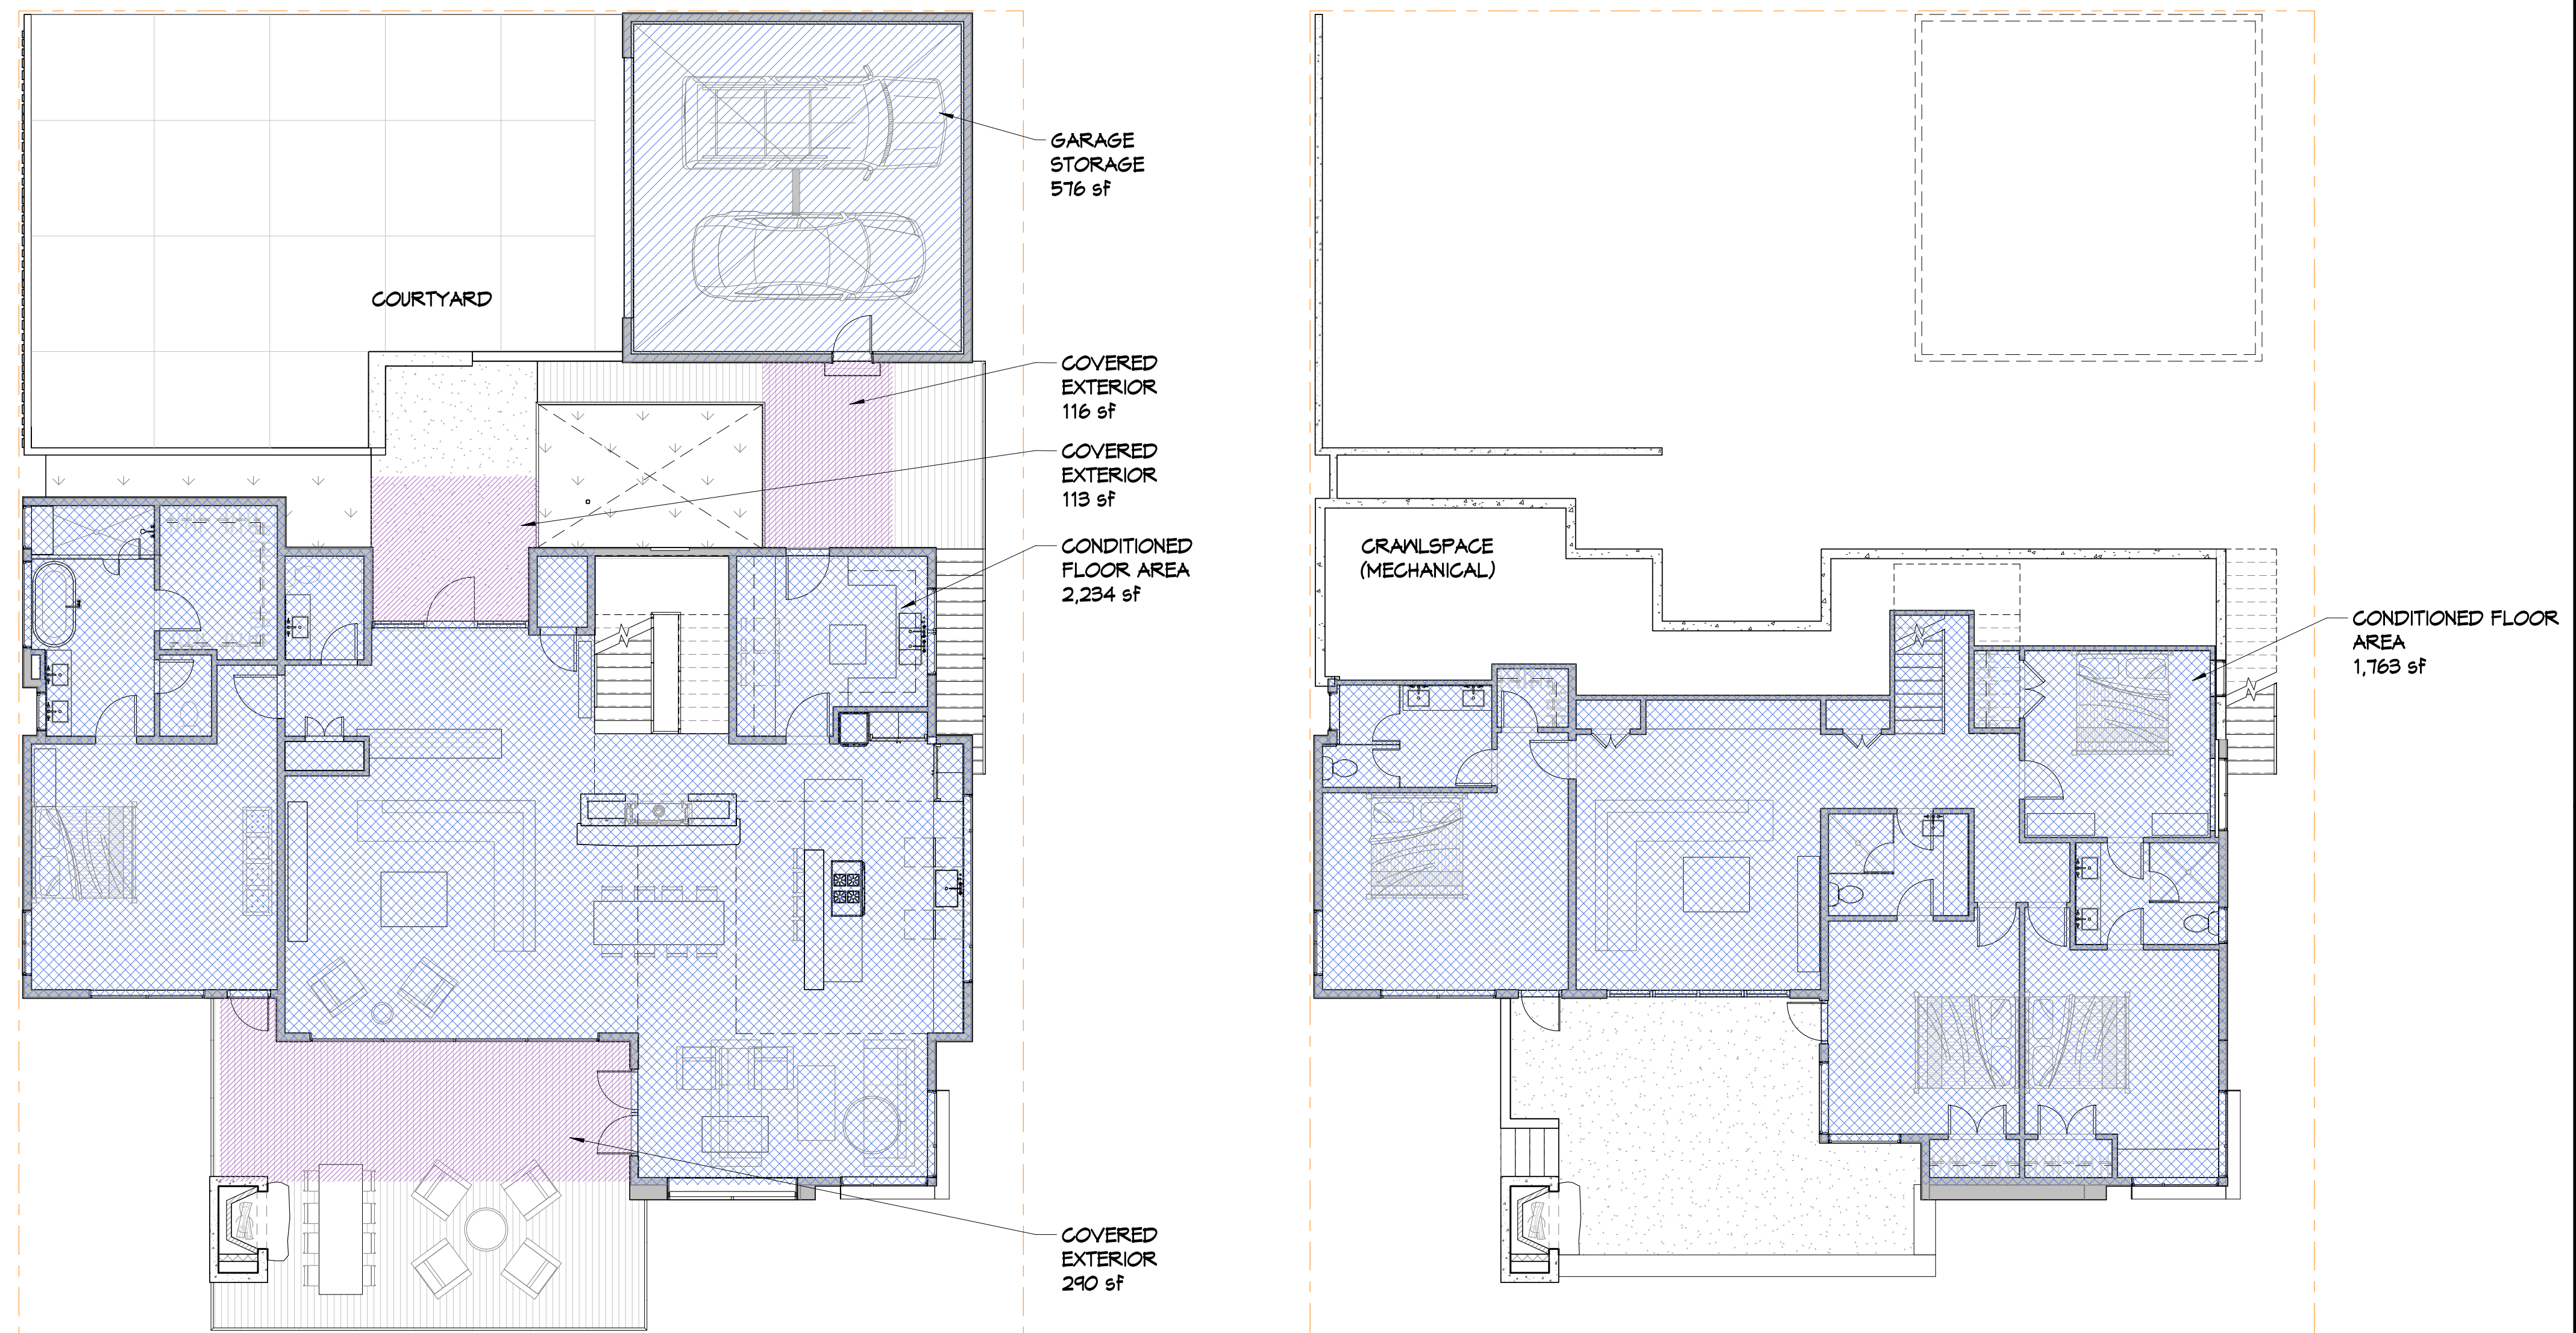 GARAGE
STORAGE
576 sf
COURTYARD
COVERED
EXTERIOR
116 sf
COVERED
EXTERIOR
113 sf
CONDITIONED
FLOOR AREA
2,234 sf
COVERED
EXTERIOR
290 sf
CRAWLSPACE
(MECHANICAL)
CONDITIONED FLOOR
AREA
1,763 sf